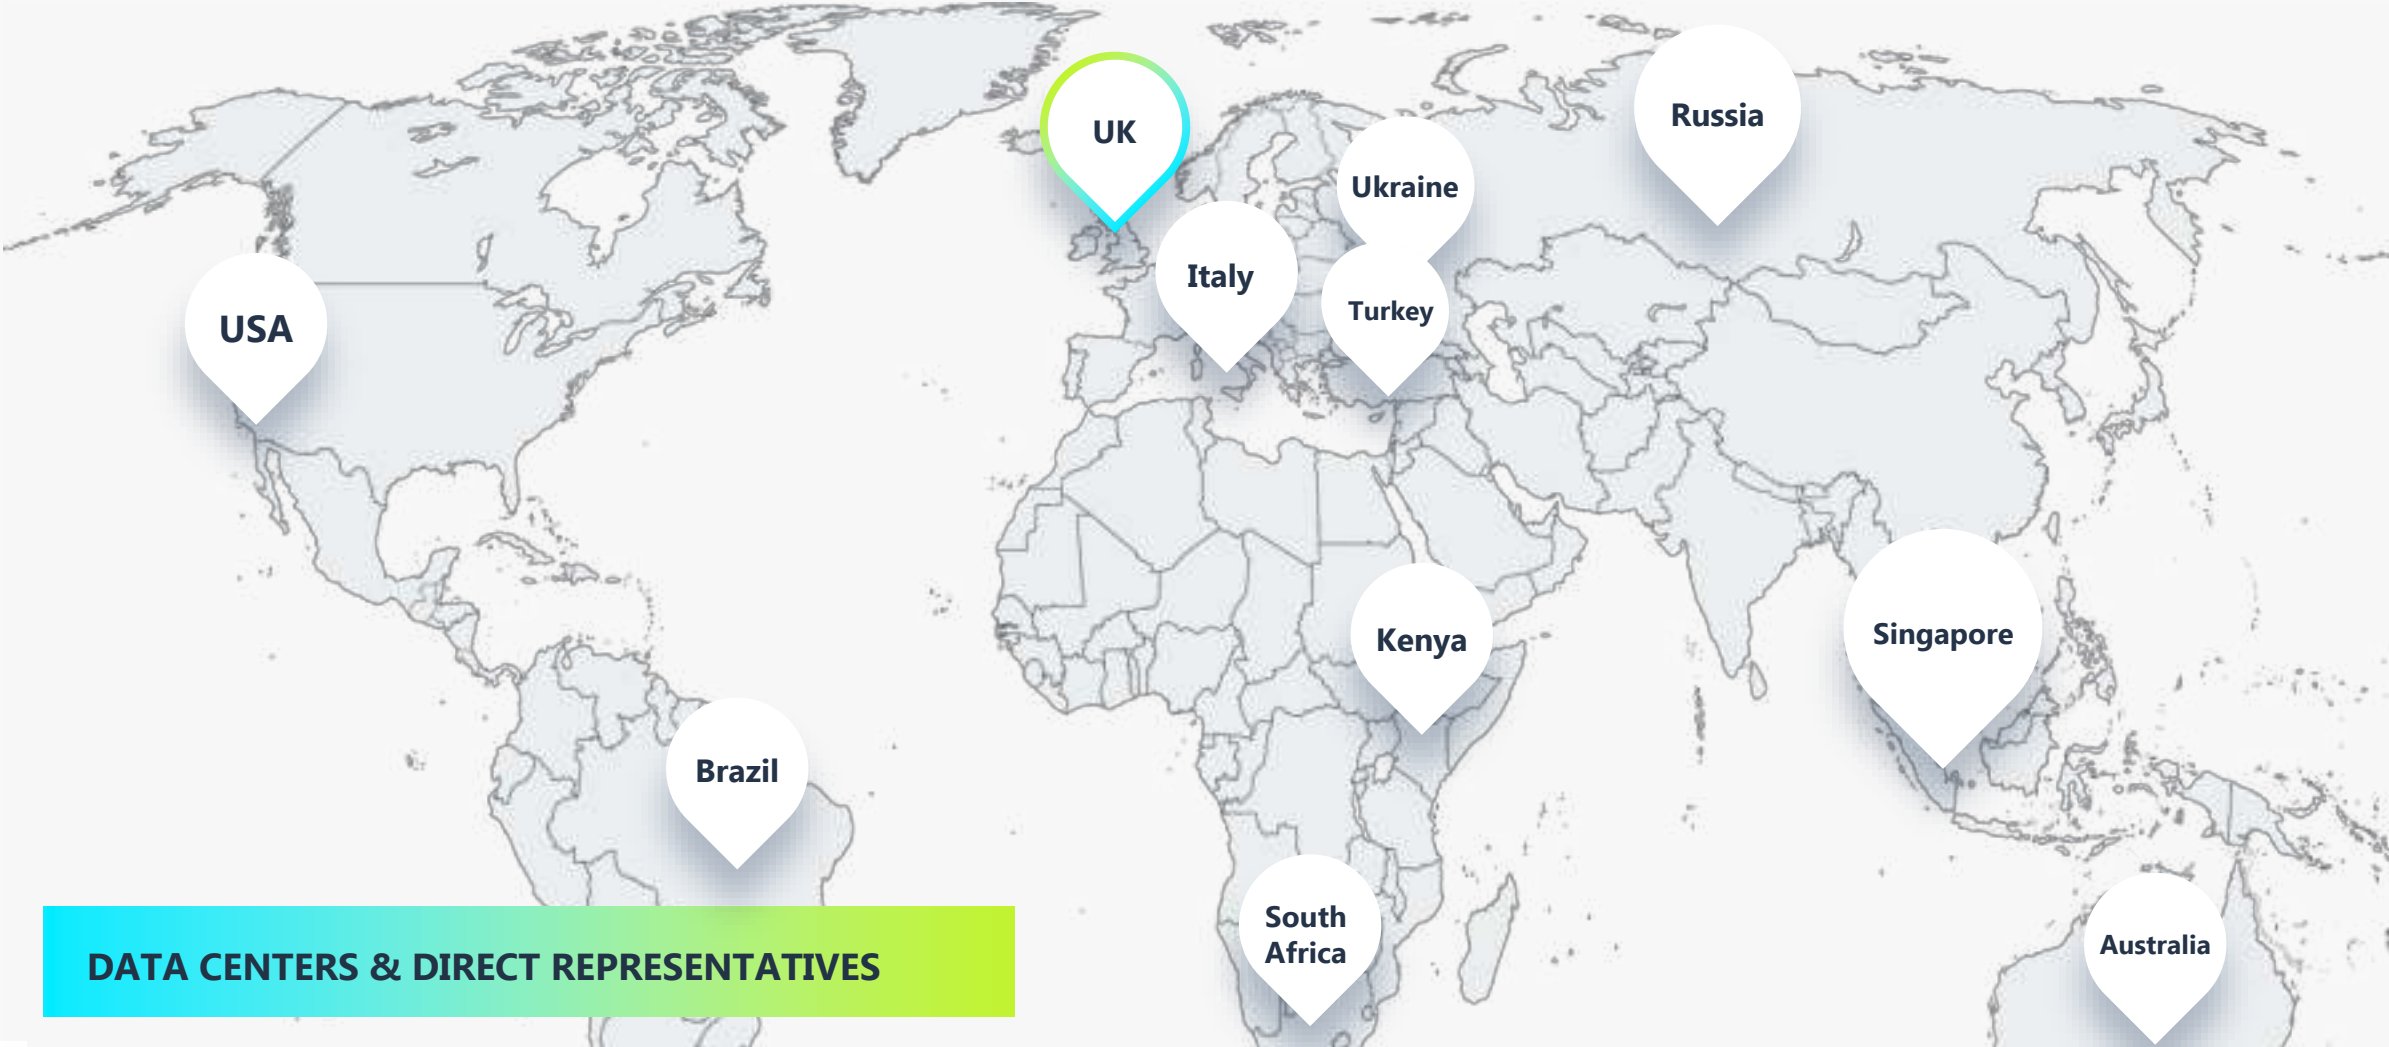 Russia
UK
Ukraine
Italy
Turkey
USA
Kenya
Singapore
Brazil
South
Africa
Australia
DATA CENTERS & DIRECT REPRESENTATIVES